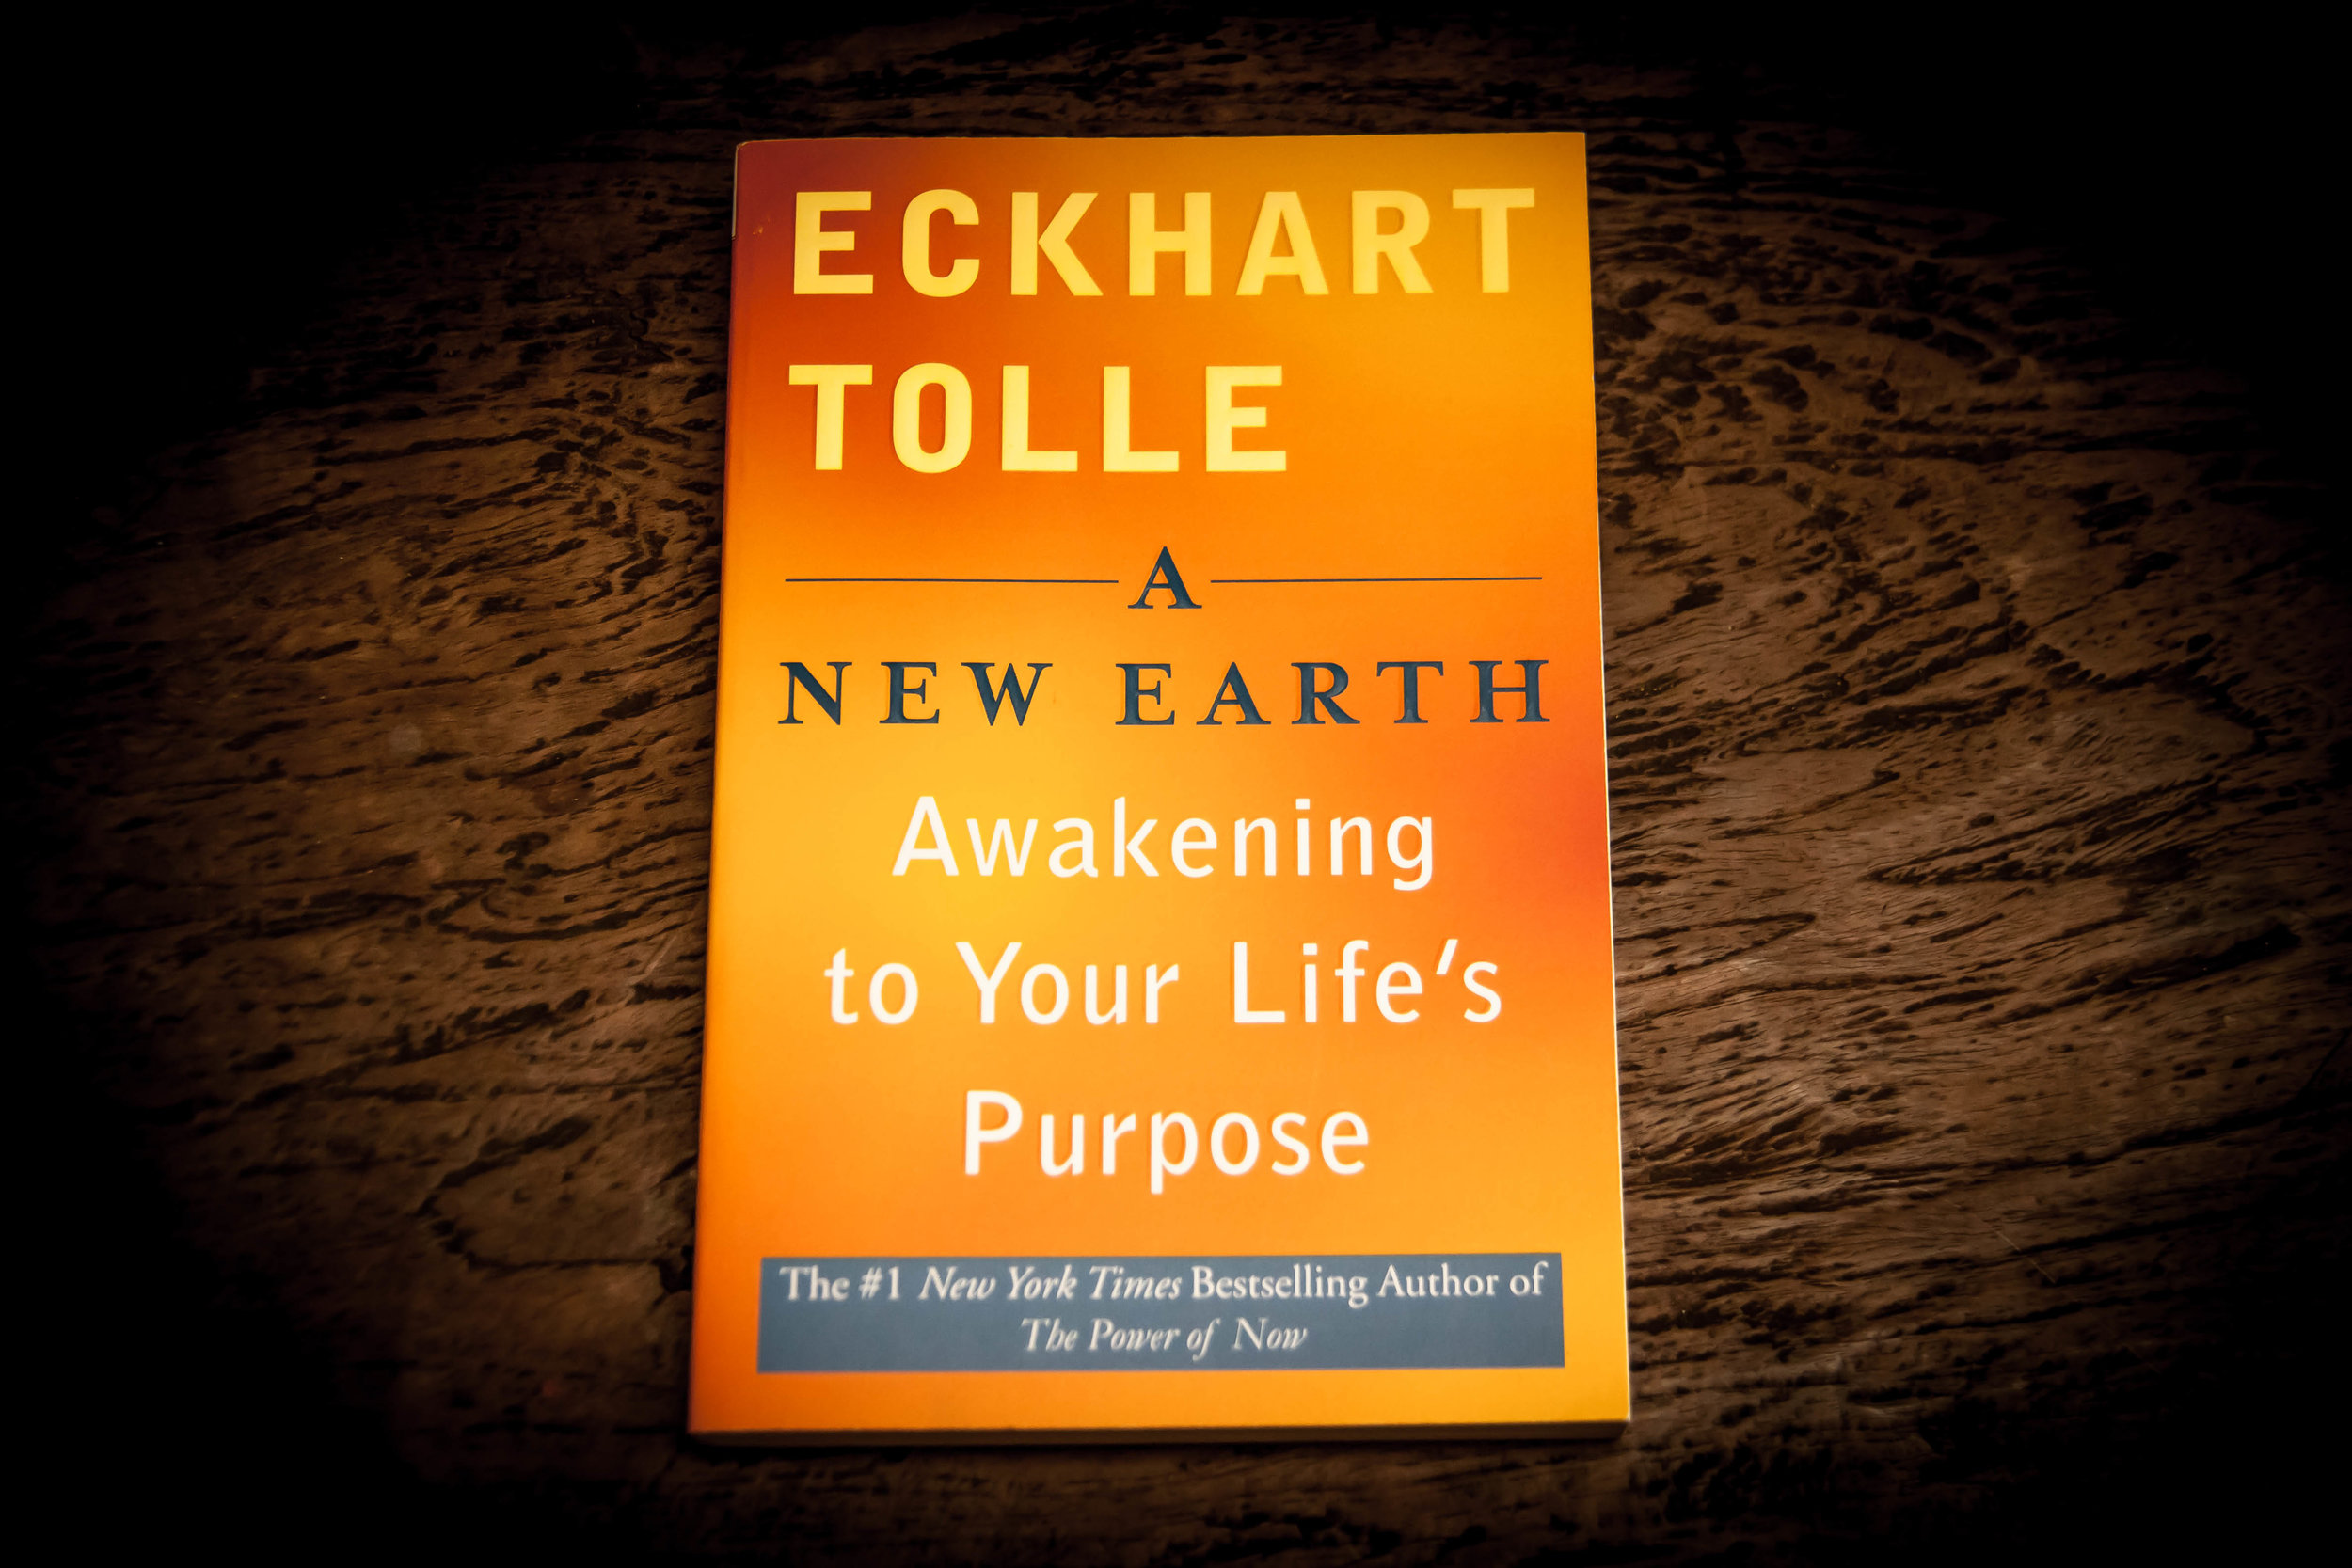 ECKHART
TOLLE
A
NEW EARTH
Awakening
to Your Life's
Purpose
The #1 New York Times Bestselling Author of
The Power of Now